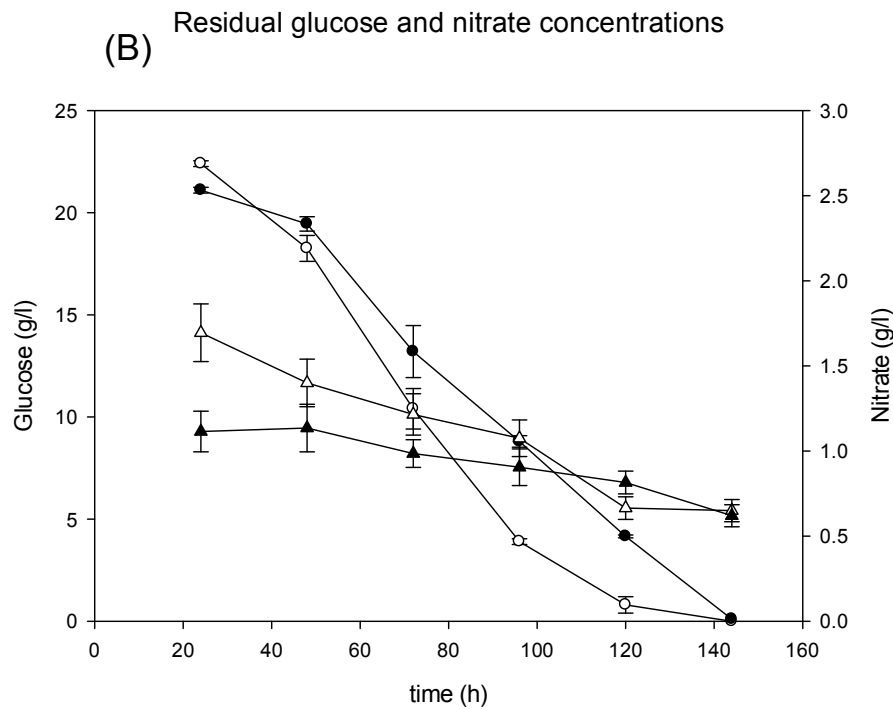 Residual glucose and nitrate concentrations
(B)
25
20
15
10
5
0
Glucose (g/l)
3.0
2.5
2.0
1.5
1.0
0.5
0.0
Nitrate (g/l)
0 20 40 60 80 100 120 140 160
time (h)